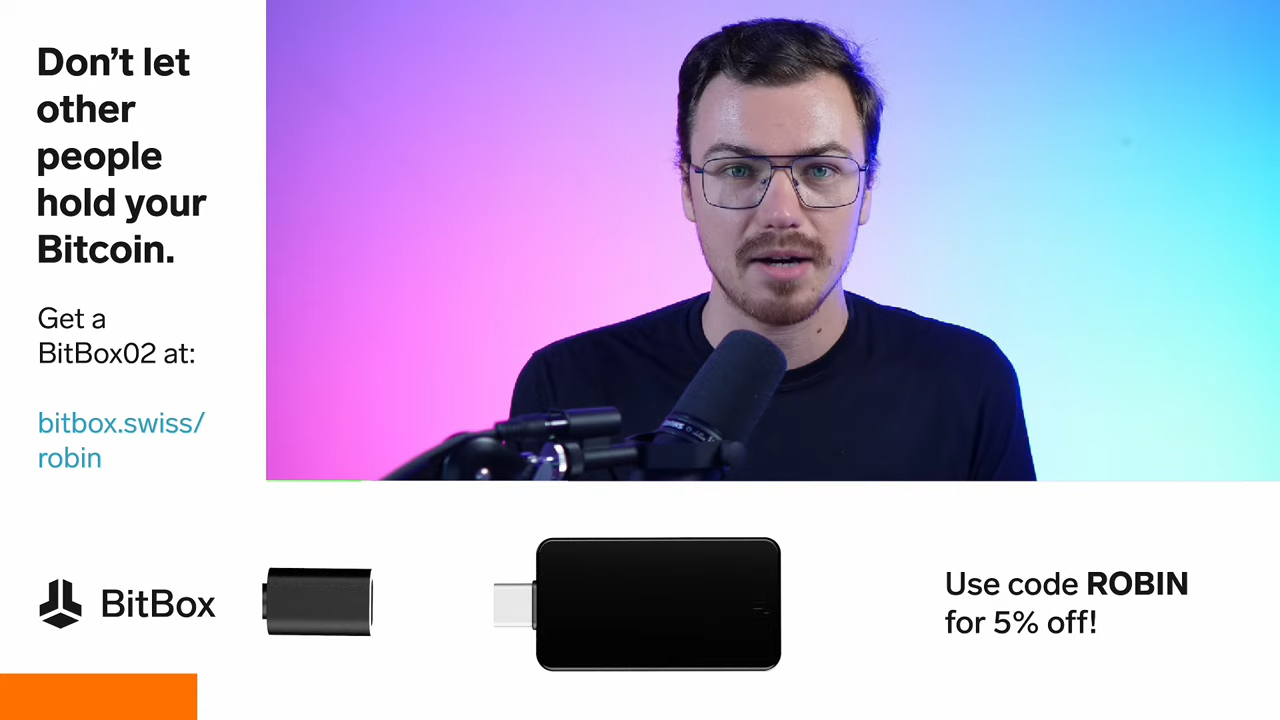 Don't let
other
people
hold your
Bitcoin.
Get a
BitBox02 at:
bitbox.swiss/
robin
BitBox
Use code ROBIN
for 5% off!